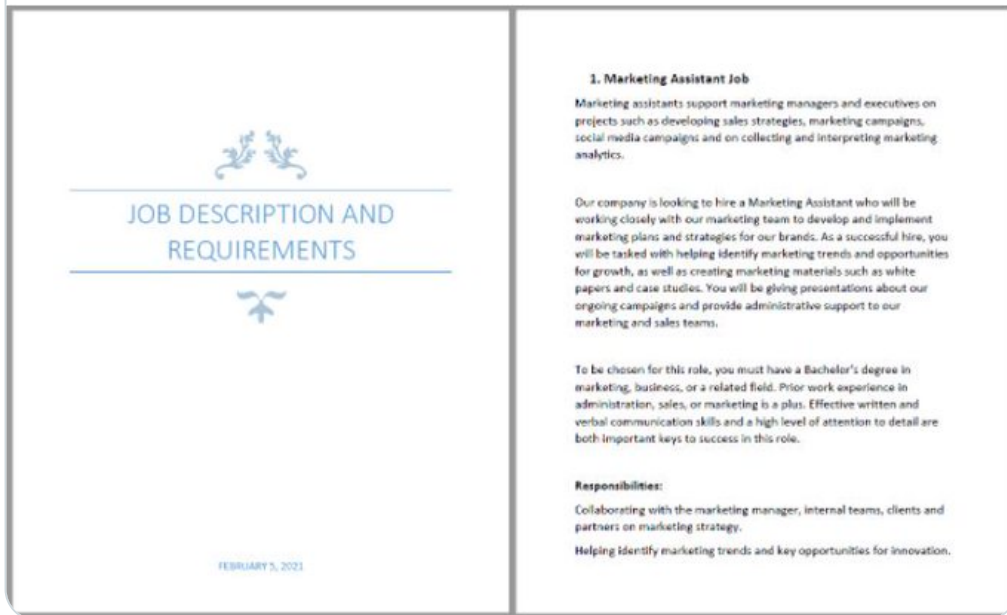 JOB DESCRIPTION AND
REQUIREMENTS
FEBRUARY 5, 2021
1. Marketing Assistant Job
Marketing assistants support marketing managers and executives on
projects such as developing sales strategies, marketing campaigns,
social media campaigns and on collecting and interpreting marketing
analytics.
Our company is looking to hire a Marketing Assistant who will be
working closely with our marketing team to develop and implement
marketing plans and strategies for our brands. As a successful hire, you
will be tasked with helping identify marketing trends and opportunities
for growth, as well as creating marketing materials such as white
papers and case studies. You will be giving presentations about our
ongoing campaigns and provide administrative support to our
marketing and sales teams.
To be chosen for this role, you must have a Bachelor's degree in
marketing, business, or a related field. Prior work experience in
administration, sales, or marketing is a plus. Effective written and
verbal communication skills and a high level of attention to detail are
both important keys to success in this role.
Responsibilities:
Collaborating with the marketing manager, internal teams, clients and
partners on marketing strategy.
Helping identify marketing trends and key opportunities for innovation.